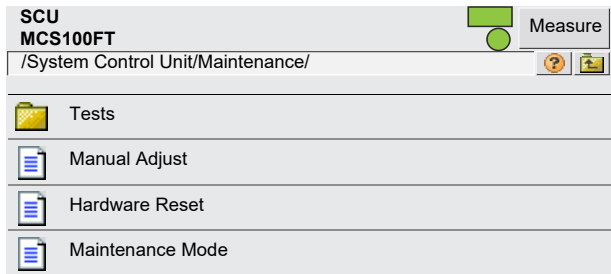 SCU
MCS100FT
Measure
/System Control Unit/Maintenance/
?
Tests
Manual Adjust
Hardware Reset
Maintenance Mode